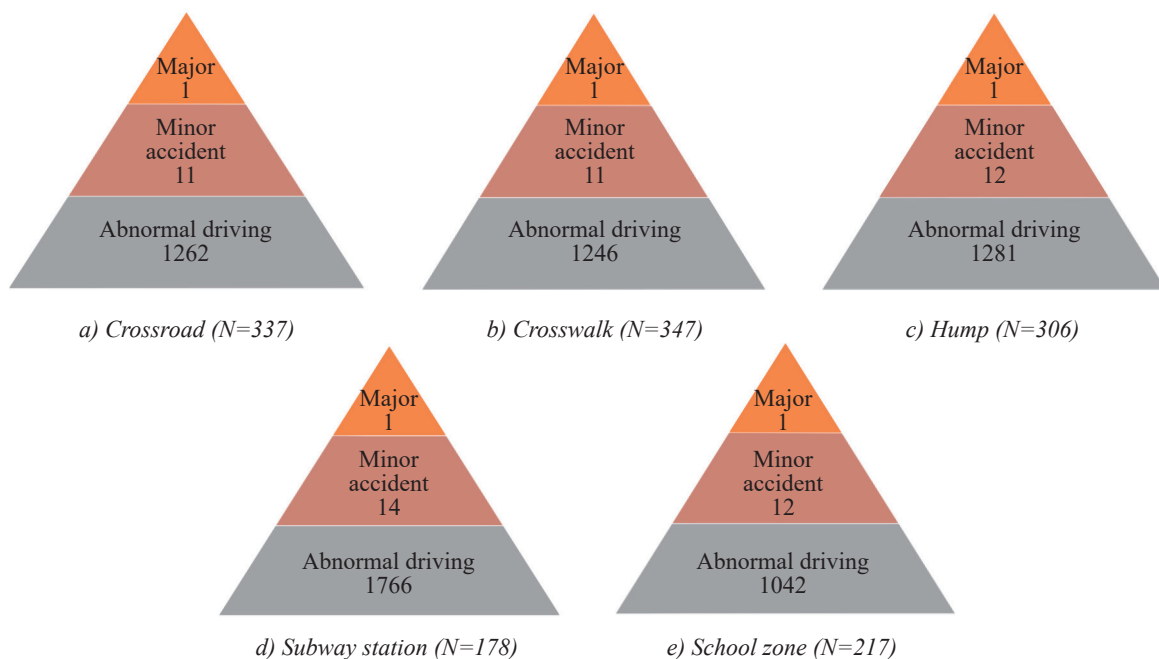 Major
1
Minor
accident
11
Abnormal driving
1262
a) Crossroad (N=337)
Major
1
Minor
accident
11
Abnormal driving
1246
b) Crosswalk (N=347)
Major
1
Minor
accident
12
Abnormal driving
1281
c) Hump (N=306)
Major
1
Minor
accident
14
Abnormal driving
1766
d) Subway station (N=178)
Major
1
Minor
accident
12
Abnormal driving
1042
e) School zone (N=217)